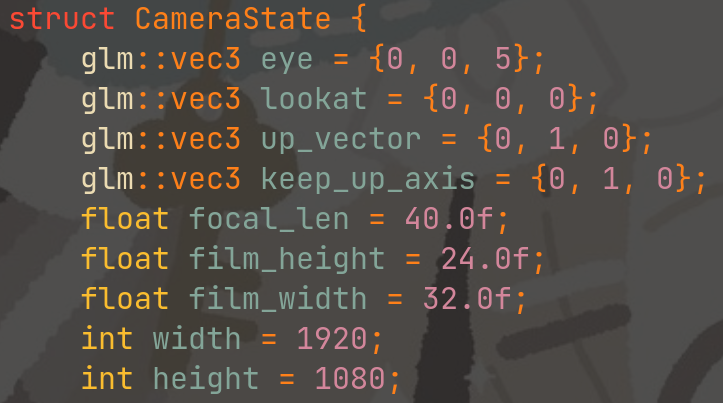 struct CameraState {
    glm::vec3 eye = {0, 0, 5};
    glm::vec3 lookat = {0, 0, 0};
    glm::vec3 up_vector = {0, 1, 0};
    glm::vec3 keep_up_axis = {0, 1, 0};
    float focal_len = 40.0f;
    float film_height = 24.0f;
    float film_width = 32.0f;
    int width = 1920;
    int height = 1080;